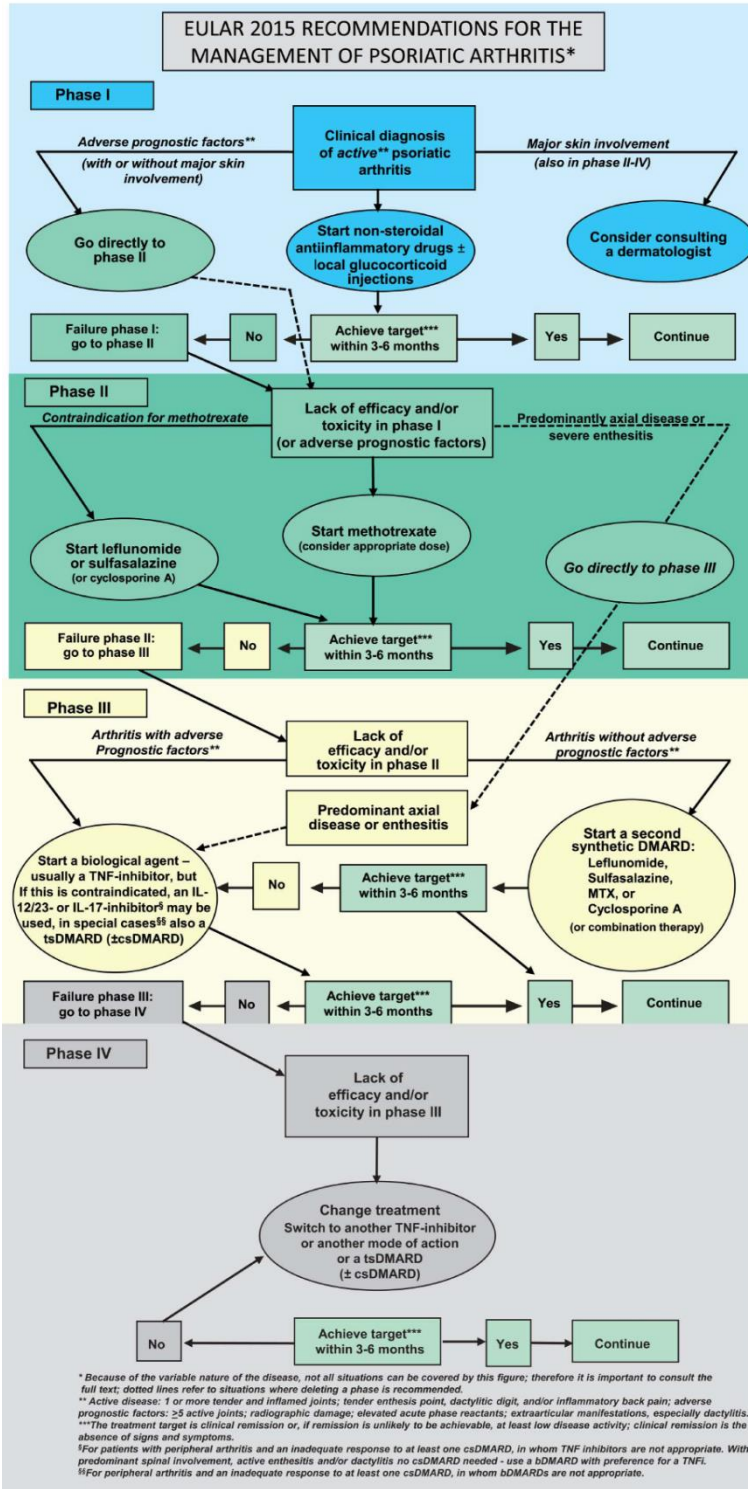 EULAR 2015 RECOMMENDATIONS FOR THE
MANAGEMENT OF PSORIATIC ARTHRITIS*
Phase I
Adverse prognostic factors**
(with or without major skin
involvement)
Clinical diagnosis
of active** psoriatic
arthritis
Major skin involvement
(also in phase II-IV)
Go directly to
phase II
Start non-steroidal
antiinflammatory drugs ±
local glucocorticoid
injections
Consider consulting
a dermatologist
Failure phase I:
go to phase II
No
Achieve target***
within 3-6 months
Yes
Continue
Phase II
Contraindication for methotrexate
Lack of efficacy and/or
toxicity in phase I
(or adverse prognostic factors)
Predominantly axial disease or
severe enthesitis
Start leflunomide
or sulfasalazine
(or cyclosporine A)
Start methotrexate
(consider appropriate dose)
Go directly to phase III
Failure phase II:
go to phase III
No
Achieve target***
within 3-6 months
Yes
Continue
Phase III
Arthritis with adverse
Prognostic factors**
Lack of
efficacy and/or
toxicity in phase II
Arthritis without adverse
prognostic factors**
Predominant axial
disease or enthesitis
Start a biological agent –
usually a TNF-inhibitor, but
If this is contraindicated, an IL-
12/23- or IL-17-inhibitor§ may be
used, in special cases§§ also a
tsDMARD (±csDMARD)
No
Achieve target***
within 3-6 months
Start a second
synthetic DMARD:
Leflunomide,
Sulfasalazine,
MTX, or
Cyclosporine A
(or combination therapy)
Failure phase III:
go to phase IV
No
Achieve target***
within 3-6 months
Yes
Continue
Phase IV
Lack of
efficacy and/or
toxicity in phase III
Change treatment
Switch to another TNF-inhibitor
or another mode of action
or a tsDMARD
(± csDMARD)
No
Achieve target***
within 3-6 months
Yes
Continue
* Because of the variable nature of the disease, not all situations can be covered by this figure; therefore it is important to consult the
full text; dotted lines refer to situations where deleting a phase is recommended.
** Active disease: 1 or more tender and inflamed joints; tender enthesis point, dactylitic digit, and/or inflammatory back pain; adverse
prognostic factors: ≥5 active joints; radiographic damage; elevated acute phase reactants; extraarticular manifestations, especially dactylitis.
***The treatment target is clinical remission or, if remission is unlikely to be achievable, at least low disease activity; clinical remission is the
absence of signs and symptoms.
§For patients with peripheral arthritis and an inadequate response to at least one csDMARD, in whom TNF inhibitors are not appropriate. With
predominant spinal involvement, active enthesitis and/or dactylitis no csDMARD needed - use a bDMARD with preference for a TNFi.
§§For peripheral arthritis and an inadequate response to at least one csDMARD, in whom bDMARDs are not appropriate.